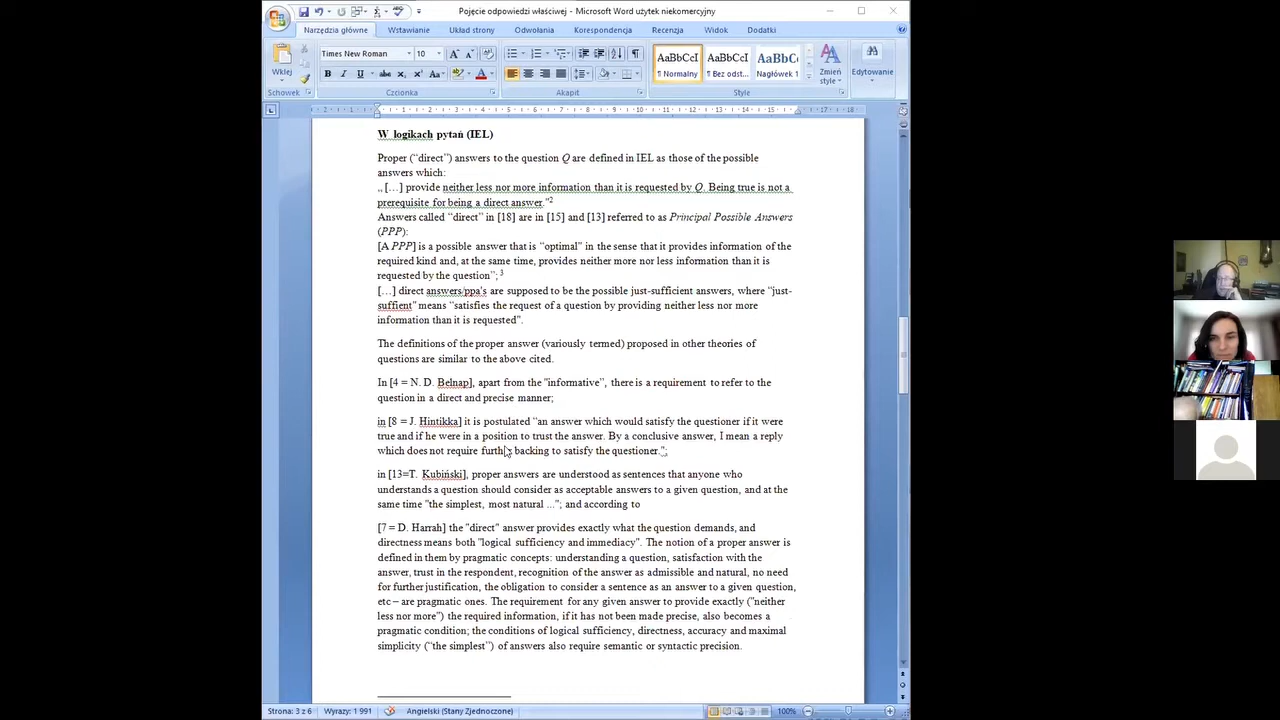 Pojęcie odpowiedzi właściwej - Microsoft Word użytek niekomercyjny
Narzędzia główne Wstawianie Układ strony Odwołania Korespondencja Recenzja Widok Dodatki
Times New Roman 10
AaBbCcI AaBbCcI AaBbC
Wklej B I U abc x₂ x² Aa ¶ Normalny ¶ Bez odst... Nagłówek 1 Zmień style Edytowanie
Schowek Czcionka Akapit Style
W logikach pytań (IEL)
Proper ("direct") answers to the question Q are defined in IEL as those of the possible
answers which:
„ […] provide neither less nor more information than it is requested by Q. Being true is not a
prerequisite for being a direct answer."2
Answers called "direct" in [18] are in [15] and [13] referred to as Principal Possible Answers
(PPP):
[A PPP] is a possible answer that is "optimal" in the sense that it provides information of the
required kind and, at the same time, provides neither more nor less information than it is
requested by the question"; 3
[…] direct answers/ppa's are supposed to be the possible just-sufficient answers, where "just-
suffient" means "satisfies the request of a question by providing neither less nor more
information than it is requested".
The definitions of the proper answer (variously termed) proposed in other theories of
questions are similar to the above cited.
In [4 = N. D. Belnap], apart from the "informative", there is a requirement to refer to the
question in a direct and precise manner;
in [8 = J. Hintikka] it is postulated "an answer which would satisfy the questioner if it were
true and if he were in a position to trust the answer. By a conclusive answer, I mean a reply
which does not require further backing to satisfy the questioner.";
in [13=T. Kubiński], proper answers are understood as sentences that anyone who
understands a question should consider as acceptable answers to a given question, and at the
same time "the simplest, most natural ..."; and according to
[7 = D. Harrah] the "direct" answer provides exactly what the question demands, and
directness means both "logical sufficiency and immediacy". The notion of a proper answer is
defined in them by pragmatic concepts: understanding a question, satisfaction with the
answer, trust in the respondent, recognition of the answer as admissible and natural, no need
for further justification, the obligation to consider a sentence as an answer to a given question,
etc – are pragmatic ones. The requirement for any given answer to provide exactly ("neither
less nor more") the required information, if it has not been made precise, also becomes a
pragmatic condition; the conditions of logical sufficiency, directness, accuracy and maximal
simplicity ("the simplest") of answers also require semantic or syntactic precision.
Strona: 3 z 6 Wyrazy: 1 991 Angielski (Stany Zjednoczone) 100%